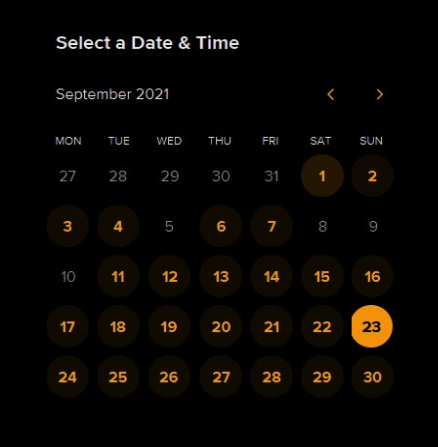 Select a Date & Time
September 2021
MON TUE WED THU FRI SAT SUN
27 28 29 30 31 1 2
3 4 5 6 7 8 9
10 11 12 13 14 15 16
17 18 19 20 21 22 23
24 25 26 27 28 29 30